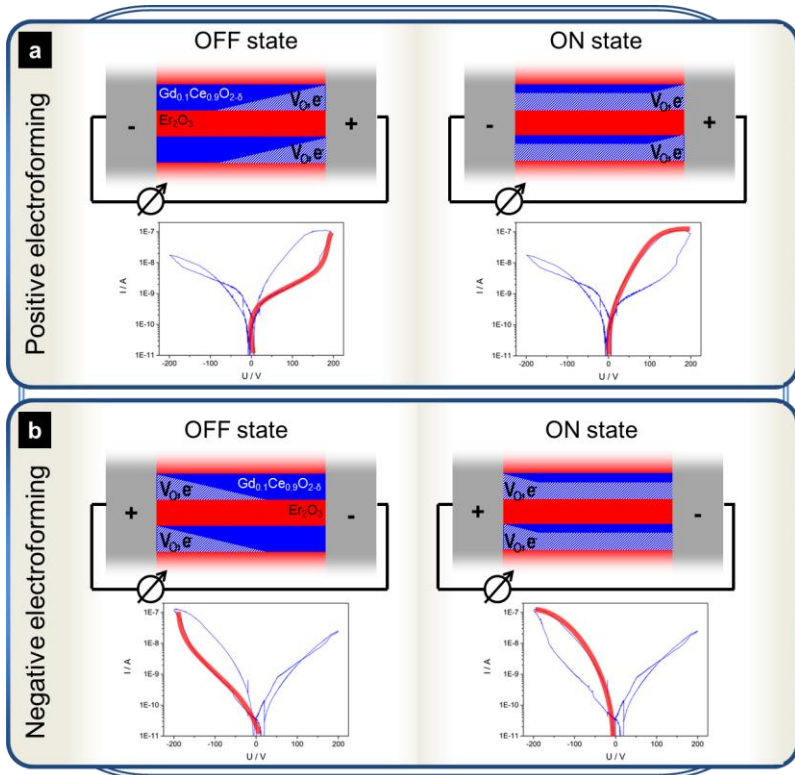 a
Positive electroforming
OFF state
Gd0.1Ce0.9O2-δ
VO,e-
Er2O3
- +
VO,e-
1E-7
1E-8
1E-9
1E-10
1E-11
I / A
-200 -100 0 100 200
U / V
ON state
VO,e-
- +
VO,e-
1E-7
1E-8
1E-9
1E-10
1E-11
I / A
-200 -100 0 100 200
U / V
b
Negative electroforming
OFF state
Gd0.1Ce0.9O2-δ
VO,e-
Er2O3
+ -
VO,e-
1E-7
1E-8
1E-9
1E-10
1E-11
I / A
-200 -100 0 100 200
U / V
ON state
VO,e-
+ -
VO,e-
1E-7
1E-8
1E-9
1E-10
1E-11
I / A
-200 -100 0 100 200
U / V